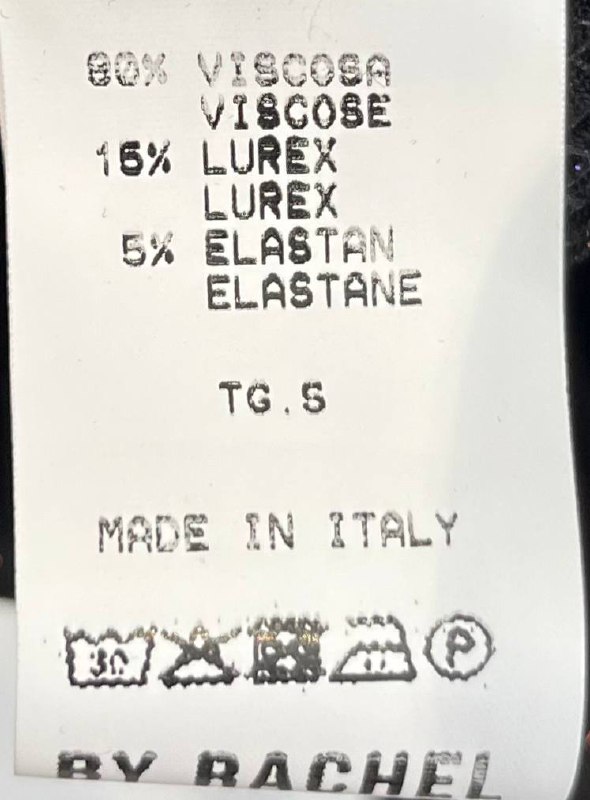 80% VISCOSA
VISCOSE
15% LUREX
LUREX
5% ELASTAN
ELASTANE
TG.S
MADE IN ITALY
30 P
BY RACHEL